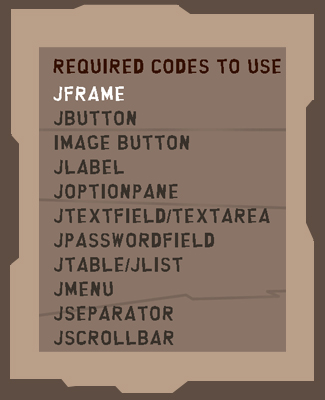 REQUIRED CODES TO USE
JFRAME
JBUTTON
IMAGE BUTTON
JLABEL
JOPTIONPANE
JTEXTFIELD/TEXTAREA
JPASSWORDFIELD
JTABLE/JLIST
JMENU
JSEPARATOR
JSCROLLBAR